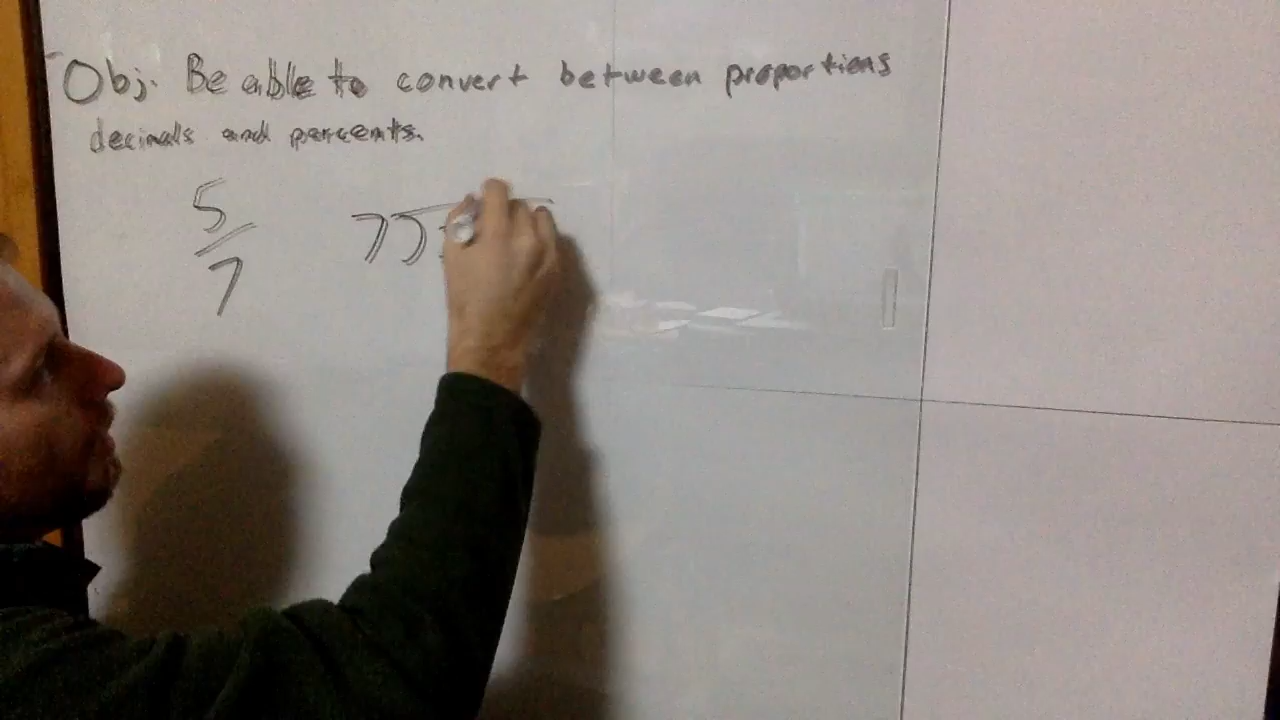 Obj. Be able to convert between proportions
decimals and percents.
5
7
7